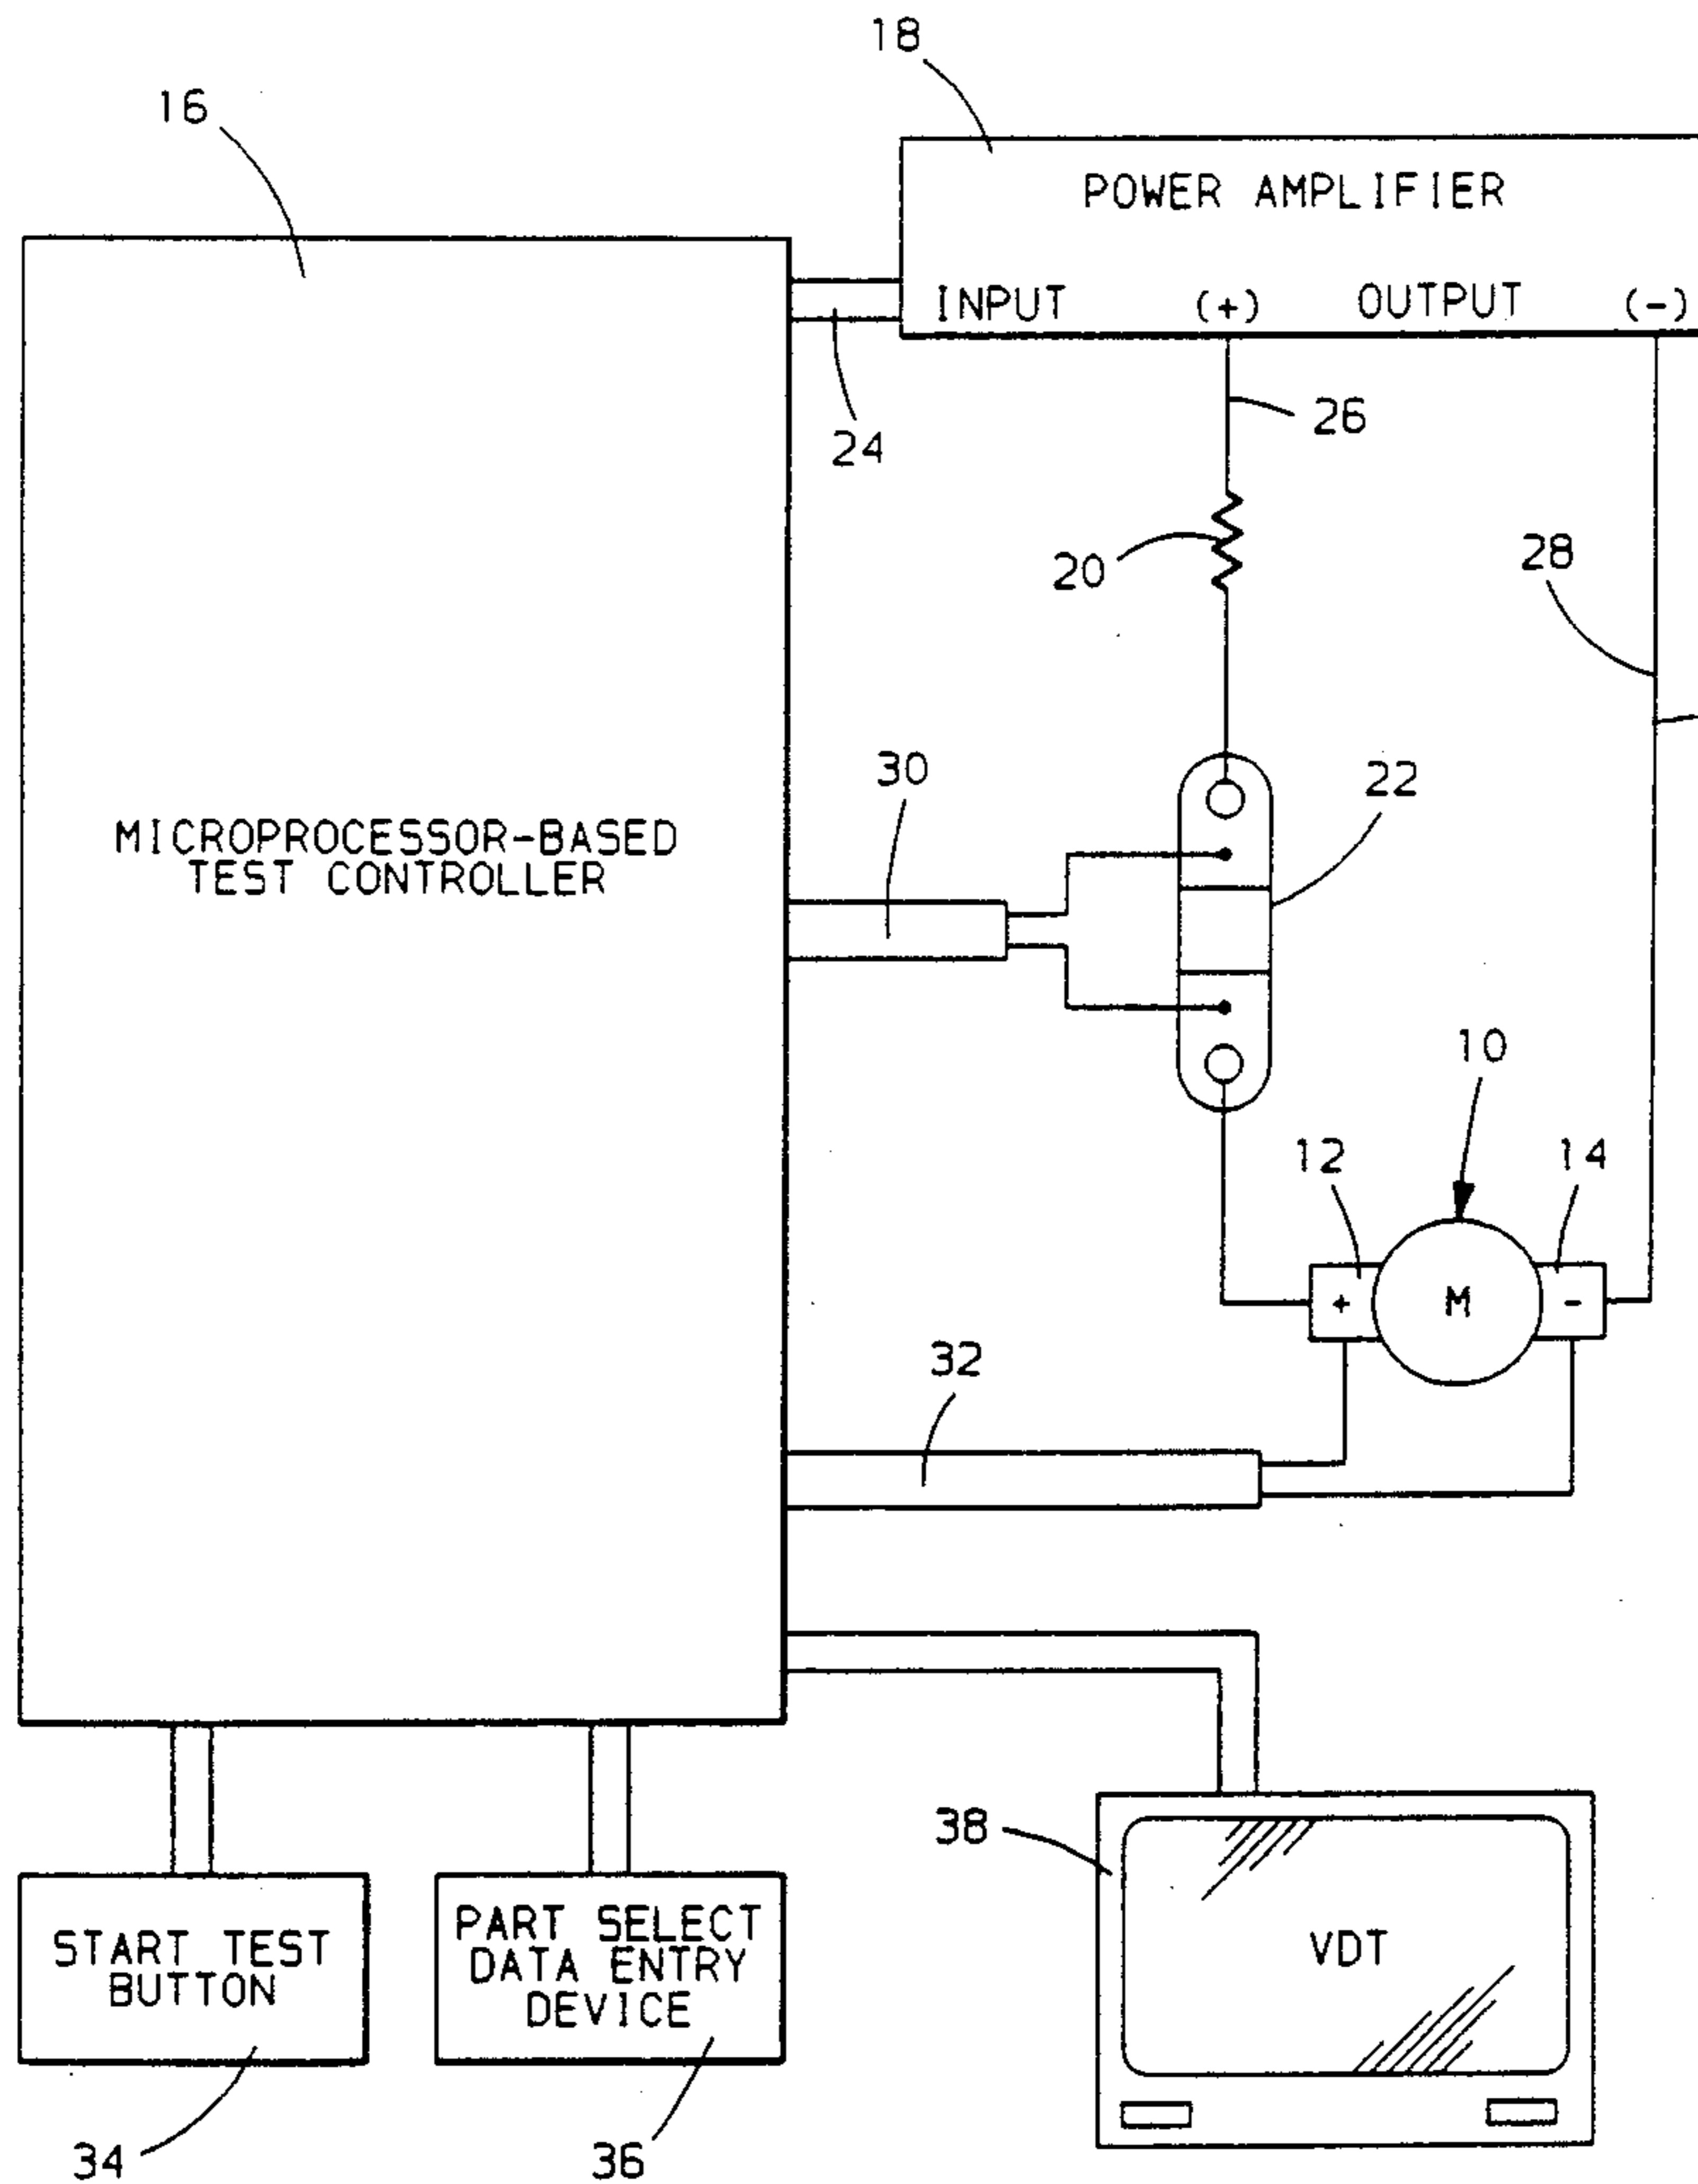 18
16
POWER AMPLIFIER
INPUT (+) OUTPUT (-)
24
26
20
28
30
22
MICROPROCESSOR-BASED
TEST CONTROLLER
10
12
14
+ M -
32
38
VDT
START TEST
BUTTON
PART SELECT
DATA ENTRY
DEVICE
34
36